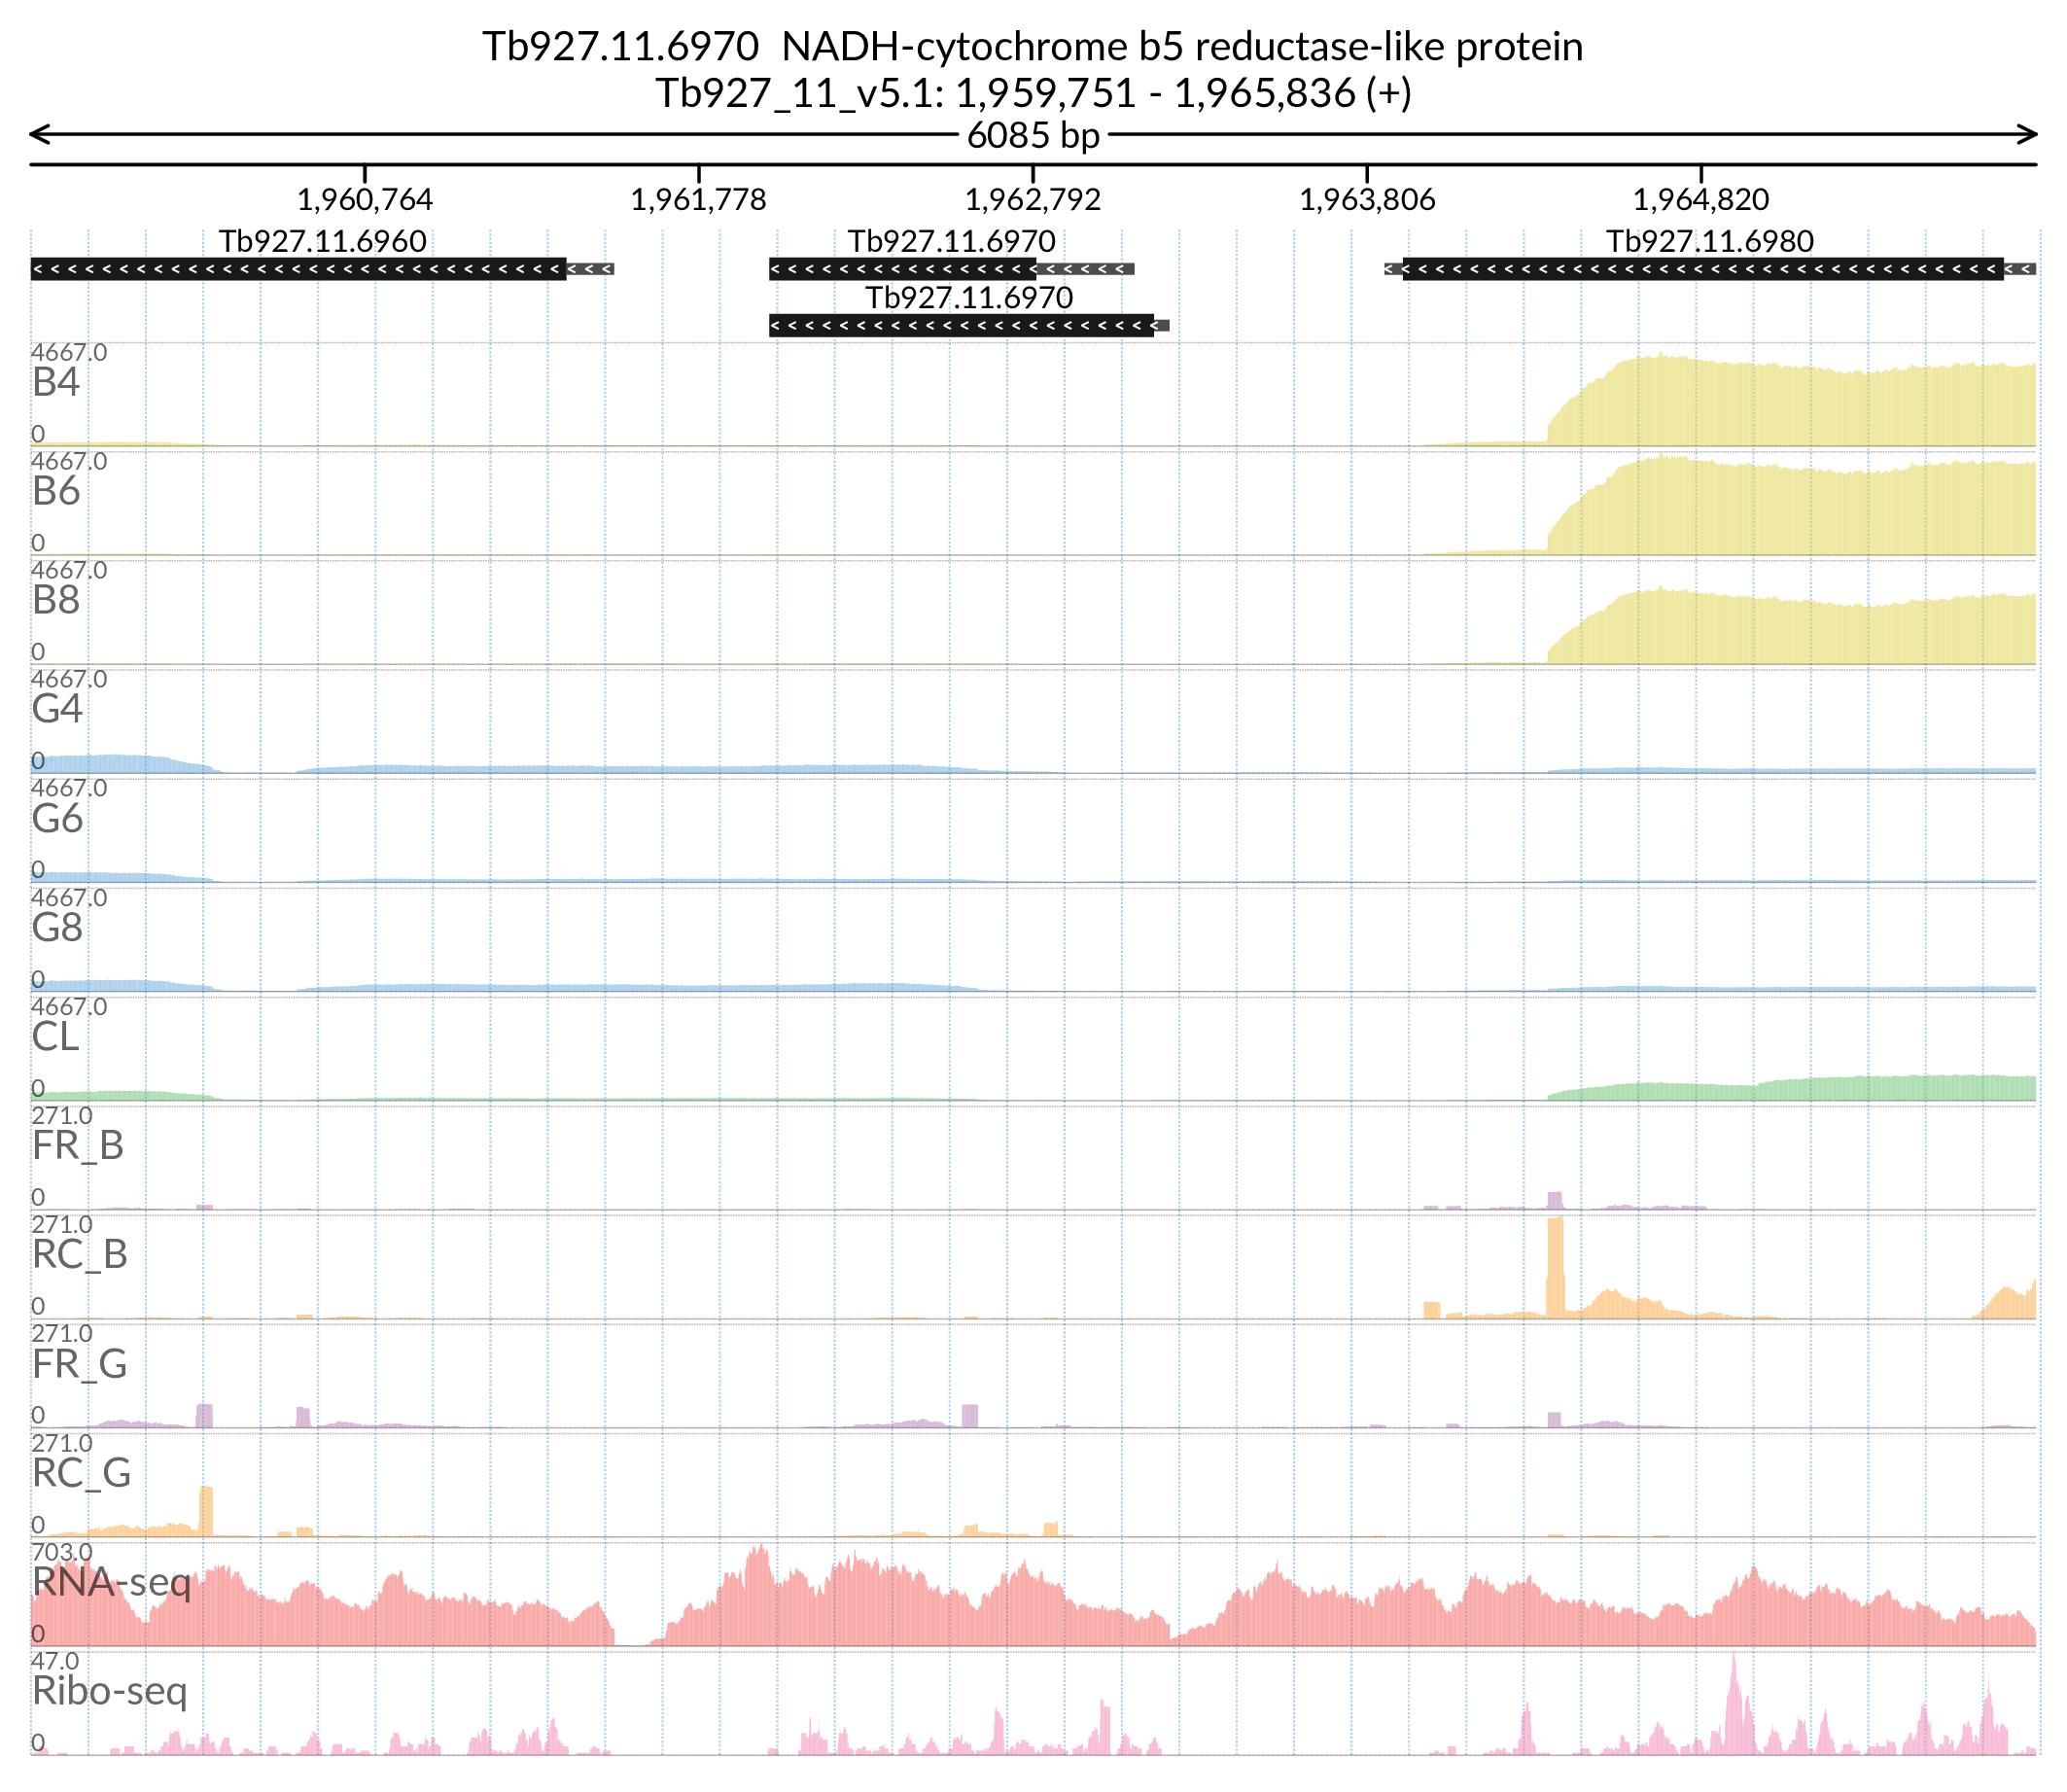 Tb927.11.6970  NADH-cytochrome b5 reductase-like protein
Tb927_11_v5.1: 1,959,751 - 1,965,836 (+)
6085 bp
1,960,764 1,961,778 1,962,792 1,963,806 1,964,820
Tb927.11.6960 Tb927.11.6970 Tb927.11.6980
Tb927.11.6970
4667.0
B4
0
4667.0
B6
0
4667.0
B8
0
4667.0
G4
0
4667.0
G6
0
4667.0
G8
0
4667.0
CL
0
271.0
FR_B
0
271.0
RC_B
0
271.0
FR_G
0
271.0
RC_G
0
703.0
RNA-seq
0
47.0
Ribo-seq
0